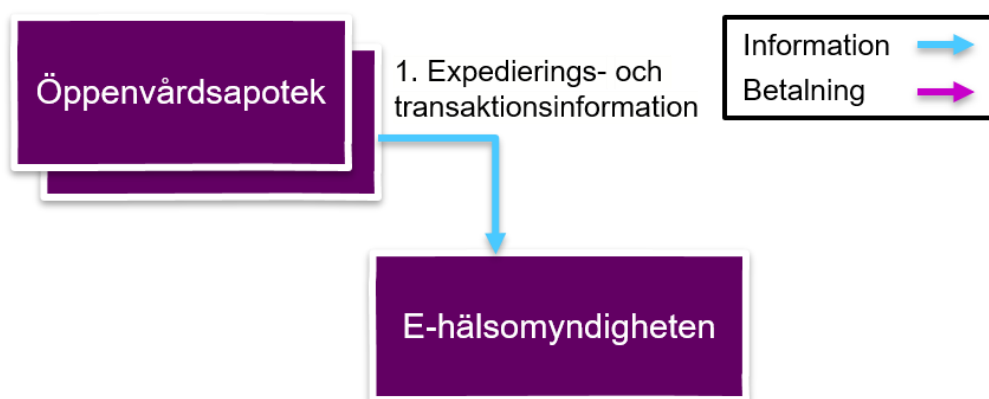 Öppenvårdsapotek
1. Expedierings- och
transaktionsinformation
Information
Betalning
E-hälsomyndigheten